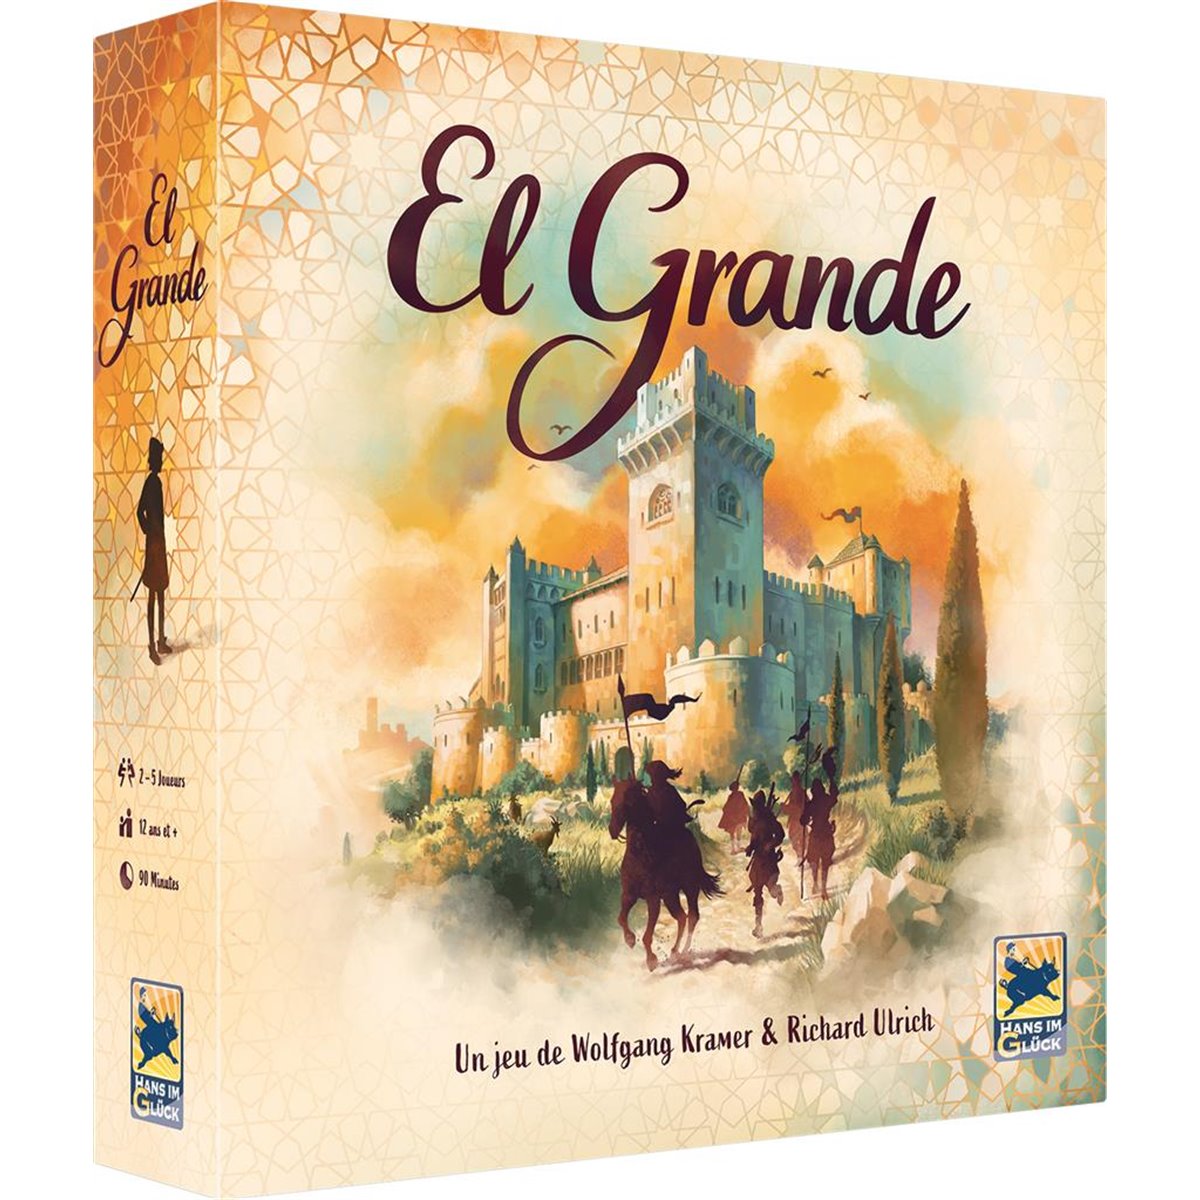 El Grande
Un jeu de Wolfgang Kramer & Richard Ulrich
HANS IM
GLÜCK
El
Grande
2 - 5 Joueurs
12 ans et +
90 Minutes
HANS IM
GLÜCK